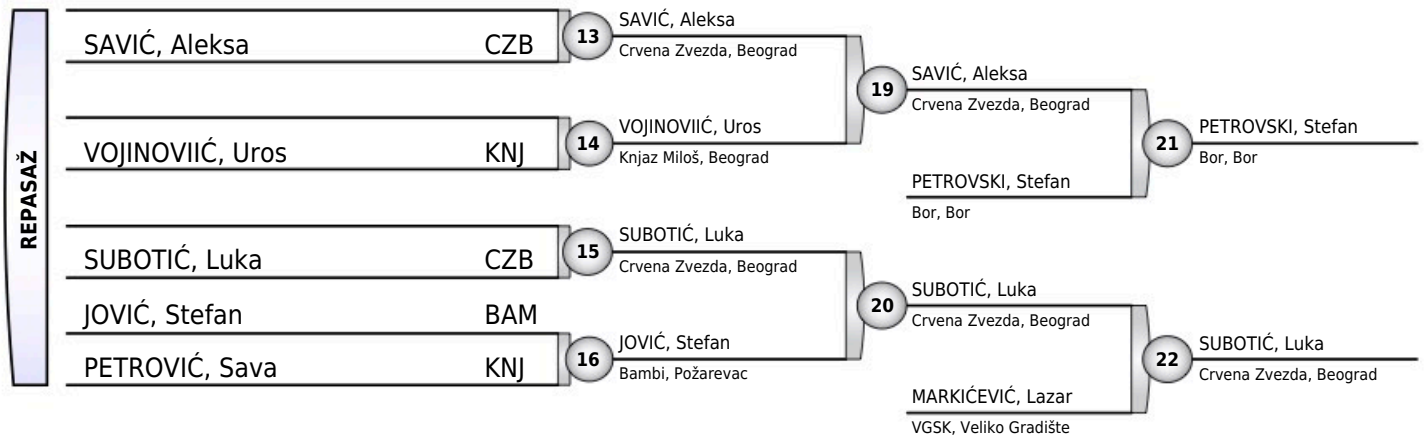 REPASAŽ
SAVIĆ, Aleksa CZB
VOJINOVIIĆ, Uros KNJ
SUBOTIĆ, Luka CZB
JOVIĆ, Stefan BAM
PETROVIĆ, Sava KNJ
13
SAVIĆ, Aleksa
Crvena Zvezda, Beograd
14
VOJINOVIIĆ, Uros
Knjaz Miloš, Beograd
15
SUBOTIĆ, Luka
Crvena Zvezda, Beograd
16
JOVIĆ, Stefan
Bambi, Požarevac
19
SAVIĆ, Aleksa
Crvena Zvezda, Beograd
PETROVSKI, Stefan
Bor, Bor
20
SUBOTIĆ, Luka
Crvena Zvezda, Beograd
MARKIĆEVIĆ, Lazar
VGSK, Veliko Gradište
21
PETROVSKI, Stefan
Bor, Bor
22
SUBOTIĆ, Luka
Crvena Zvezda, Beograd